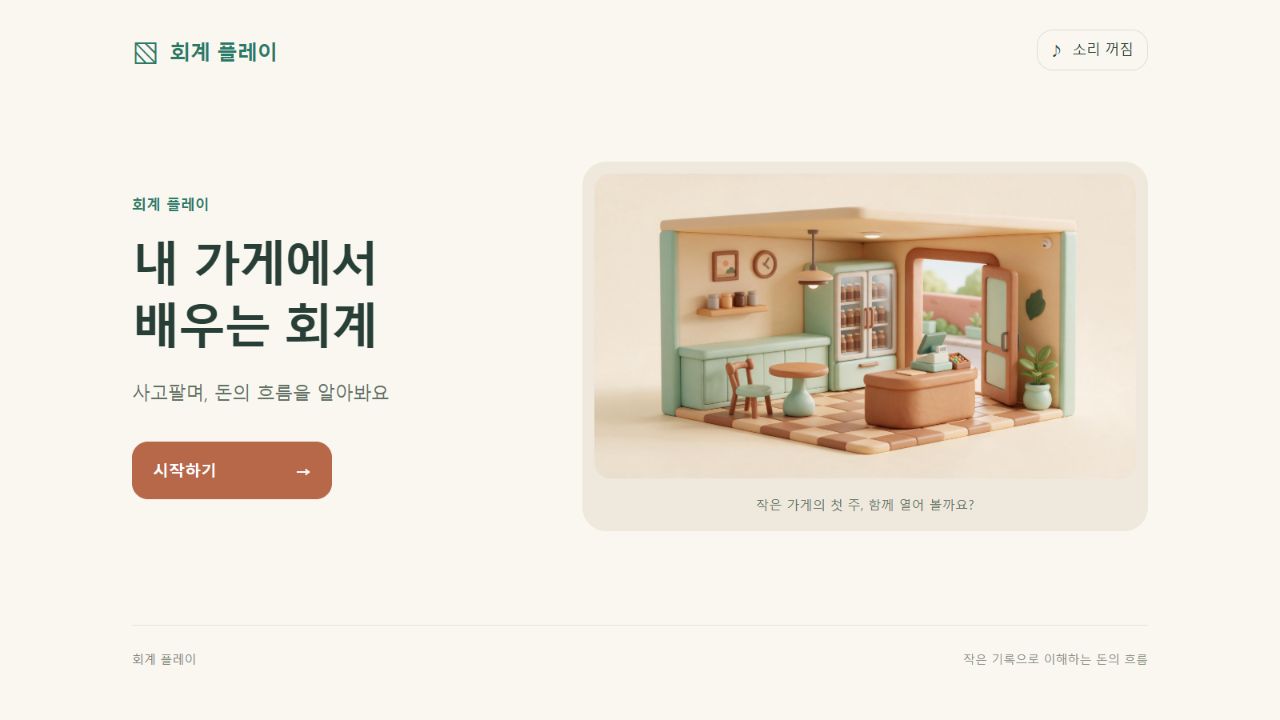 회계 플레이
♪ 소리 꺼짐
회계 플레이
내 가게에서
배우는 회계
사고팔며, 돈의 흐름을 알아봐요
시작하기 →
작은 가게의 첫 주, 함께 열어 볼까요?
회계 플레이
작은 기록으로 이해하는 돈의 흐름